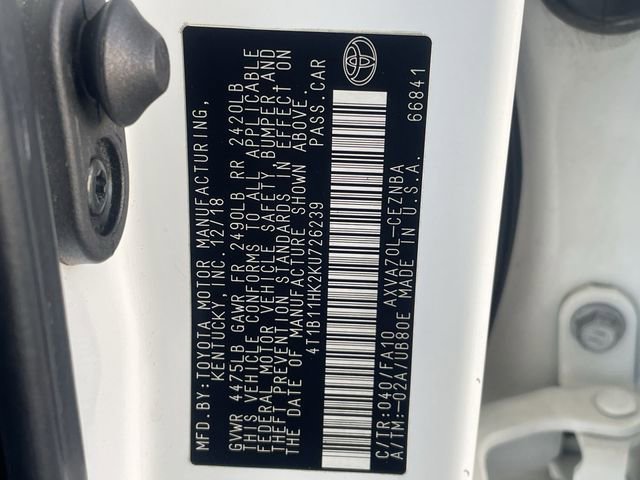 MFD. BY: TOYOTA MOTOR MANUFACTURING,
KENTUCKY, INC. 12/18
GVWR 4475LB GAWR FR 2490LB RR 2420LB
THIS VEHICLE CONFORMS TO ALL APPLICABLE
FEDERAL MOTOR VEHICLE SAFETY, BUMPER AND
THEFT PREVENTION STANDARDS IN EFFECT ON
THE DATE OF MANUFACTURE SHOWN ABOVE.
4T1B11HK2KU726239 PASS. CAR
C/TR: 040/FA10 AXVA70L-CEZNBA
A/TM: -02A/UB80E MADE IN U.S.A. 66841